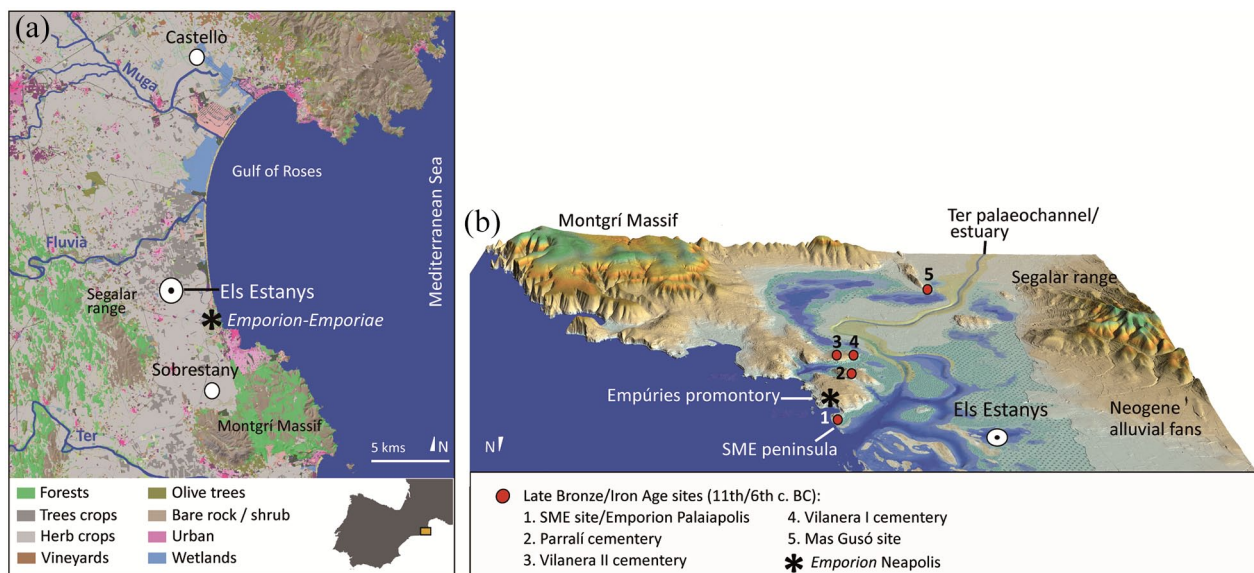 (a)
Castellò
Muga
Gulf of Roses
Mediterranean Sea
Fluvià
Segalar
range
Els Estanys
Emporion-Emporiae
Sobrestany
Montgrí Massif
Ter
5 kms
N
Forests
Trees crops
Herb crops
Vineyards
Olive trees
Bare rock / shrub
Urban
Wetlands
(b)
Montgrí Massif
Ter palaeochannel/
estuary
5
Segalar range
3 4
2
Empúries promontory
1
SME peninsula
Els Estanys
Neogene
alluvial fans
N
Late Bronze/Iron Age sites (11th/6th c. BC):
1. SME site/Emporion Palaiapolis
2. Parralí cementery
3. Vilanera II cementery
4. Vilanera I cementery
5. Mas Gusó site
Emporion Neapolis